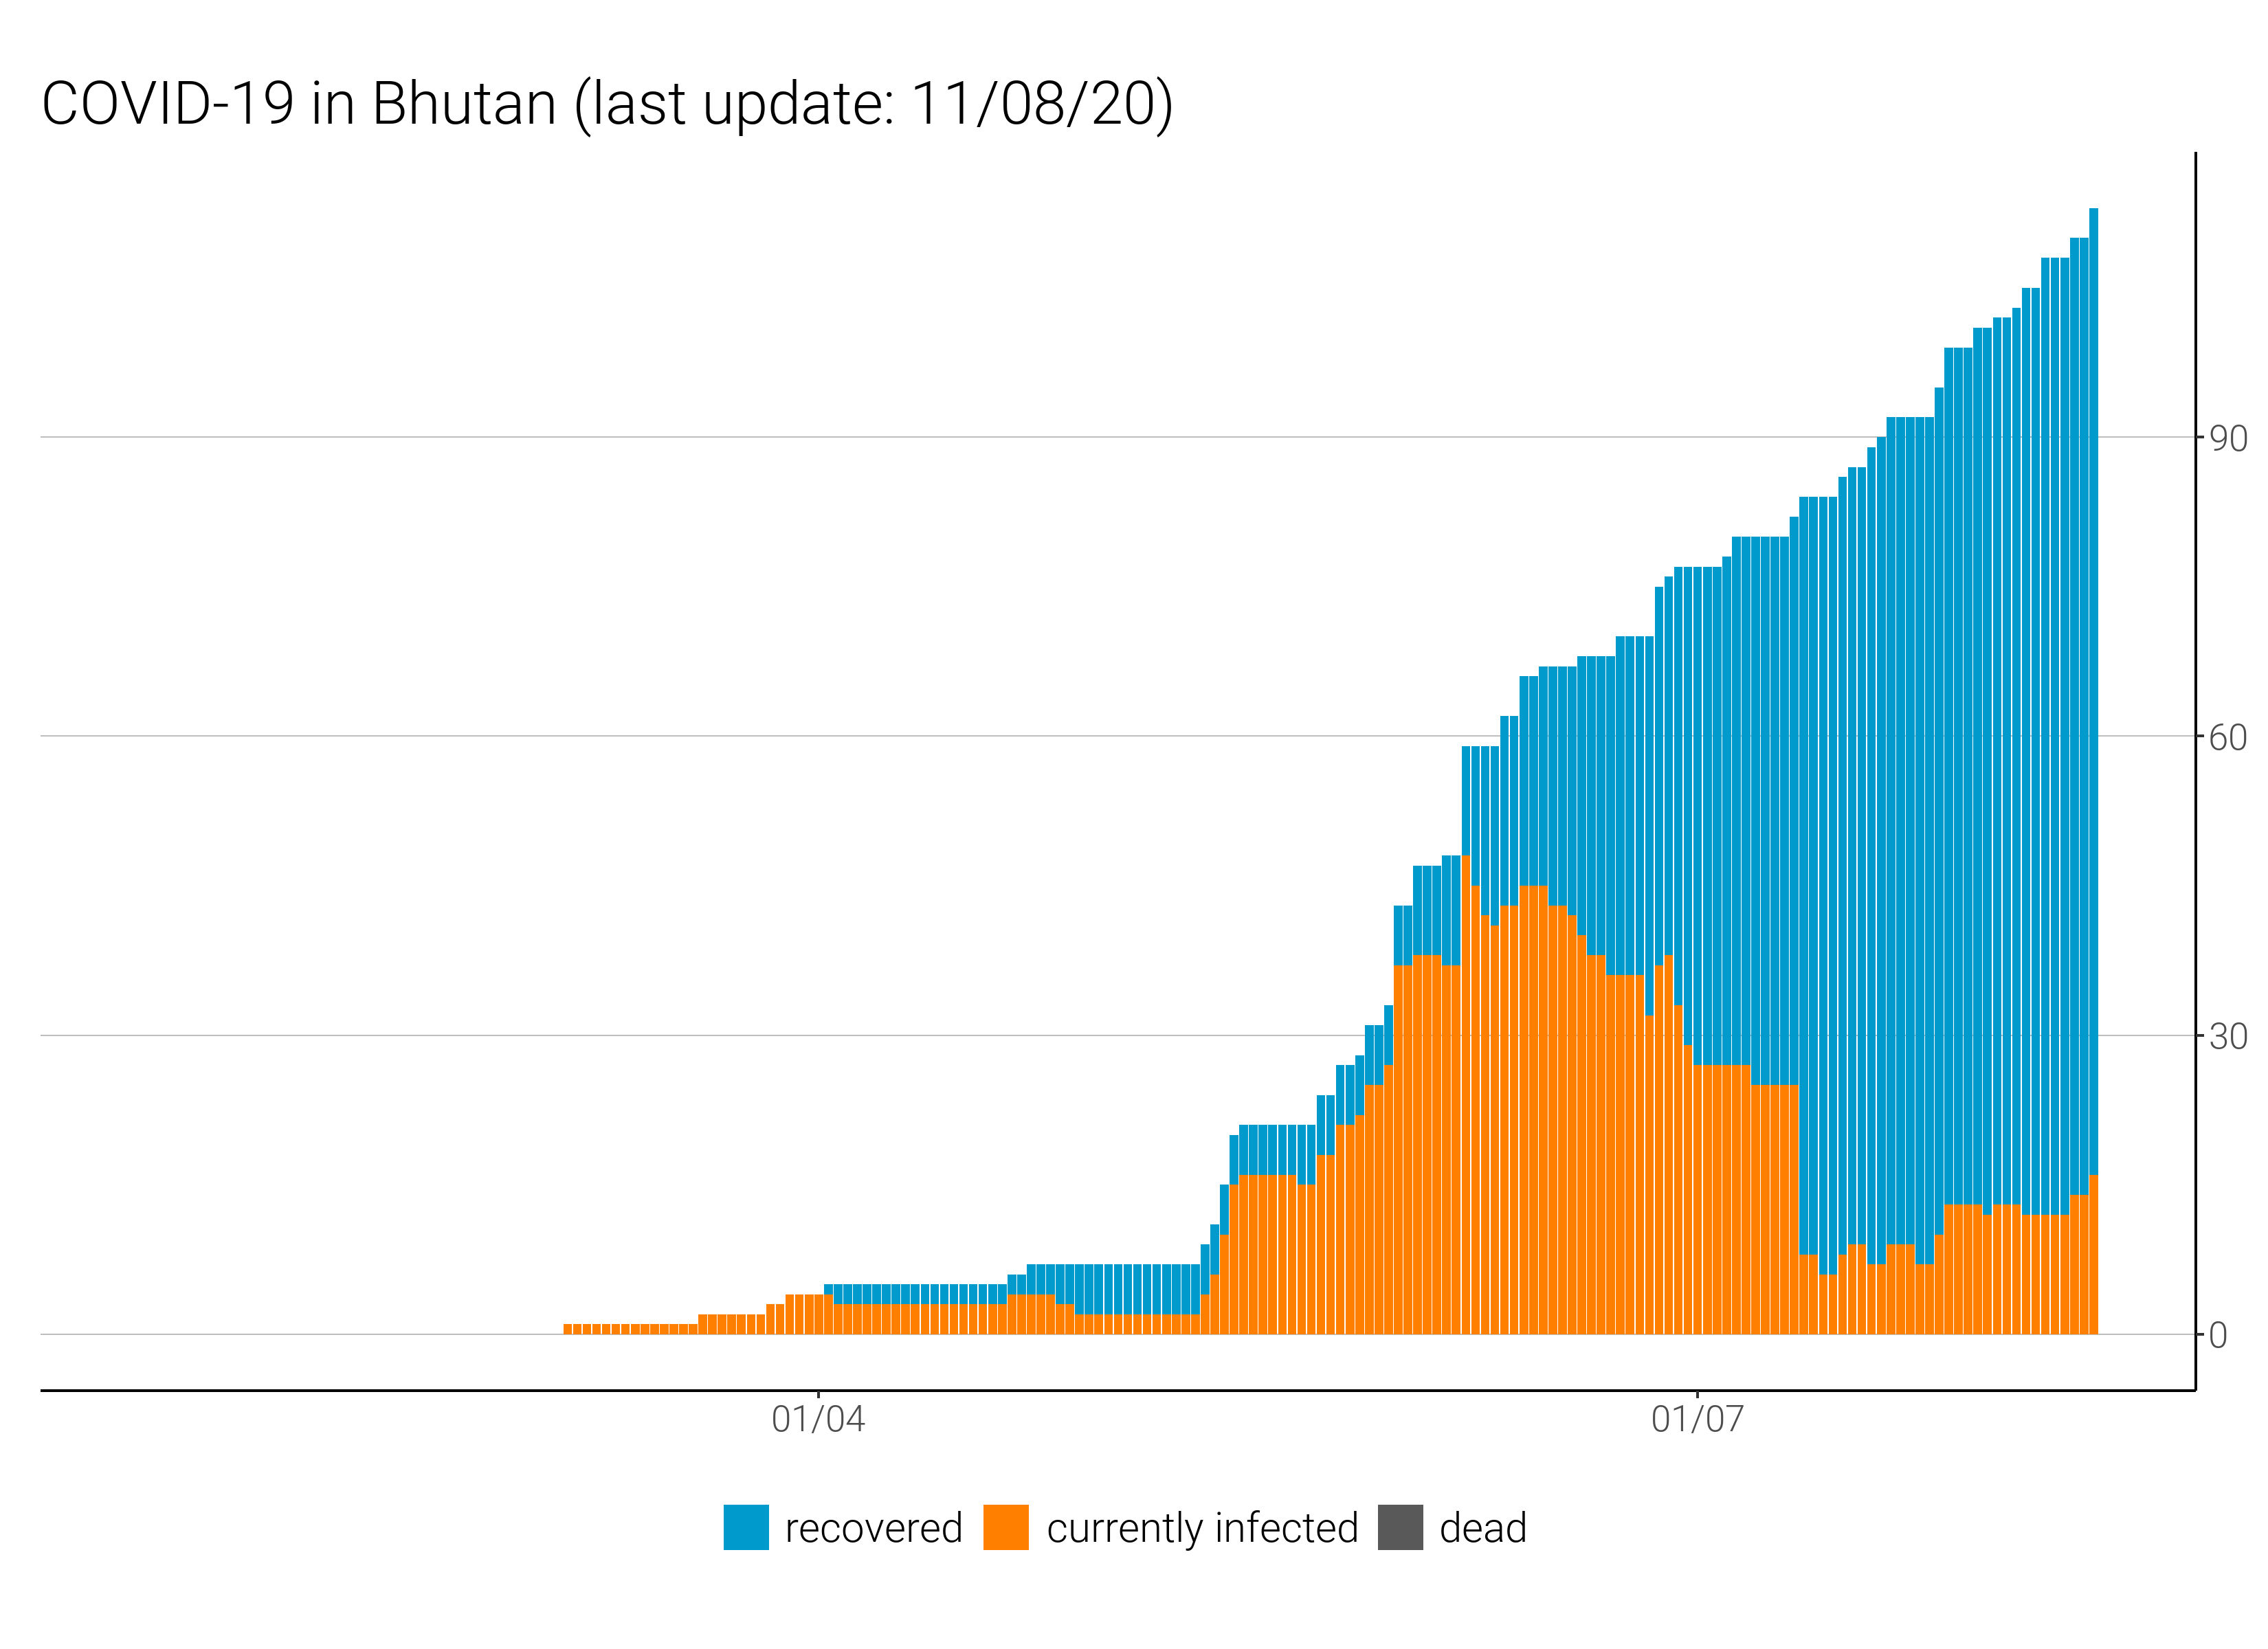 COVID-19 in Bhutan (last update: 11/08/20)
90
60
30
0
01/04 01/07
recovered currently infected dead